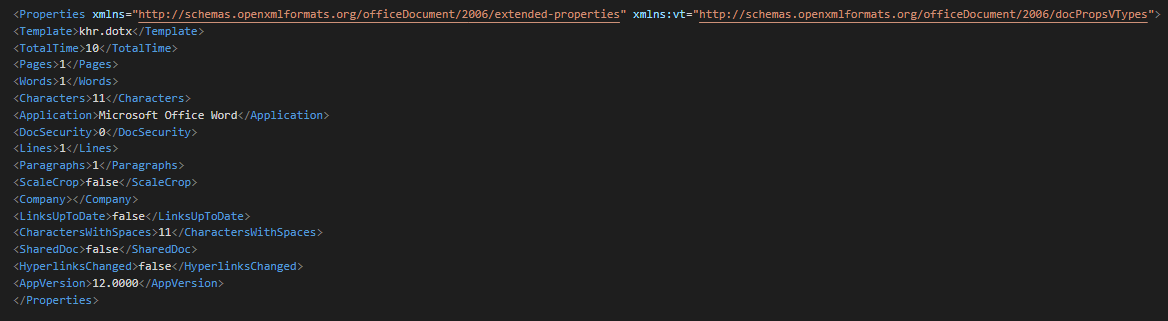 <Properties xmlns="http://schemas.openxmlformats.org/officeDocument/2006/extended-properties" xmlns:vt="http://schemas.openxmlformats.org/officeDocument/2006/docPropsVTypes">
<Template>khr.dotx</Template>
<TotalTime>10</TotalTime>
<Pages>1</Pages>
<Words>1</Words>
<Characters>11</Characters>
<Application>Microsoft Office Word</Application>
<DocSecurity>0</DocSecurity>
<Lines>1</Lines>
<Paragraphs>1</Paragraphs>
<ScaleCrop>false</ScaleCrop>
<Company></Company>
<LinksUpToDate>false</LinksUpToDate>
<CharactersWithSpaces>11</CharactersWithSpaces>
<SharedDoc>false</SharedDoc>
<HyperlinksChanged>false</HyperlinksChanged>
<AppVersion>12.0000</AppVersion>
</Properties>